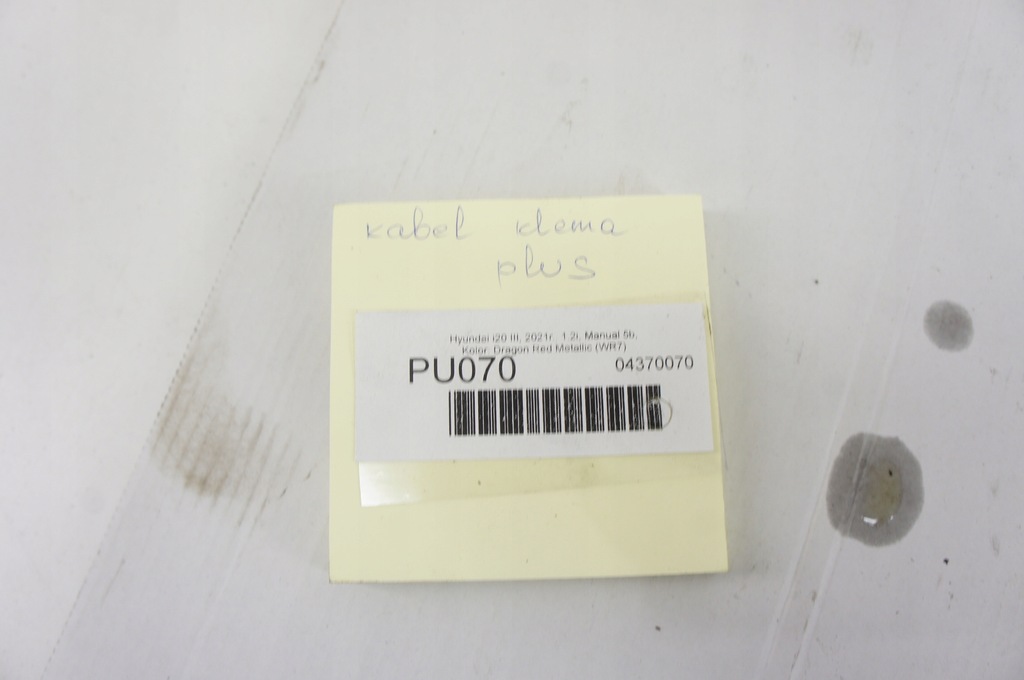 kabel klema
plus
Hyundai i20 III, 2021r. 1.2i, Manual 5b,
Kolor: Dragon Red Metallic (WR7)
PU070 04370070